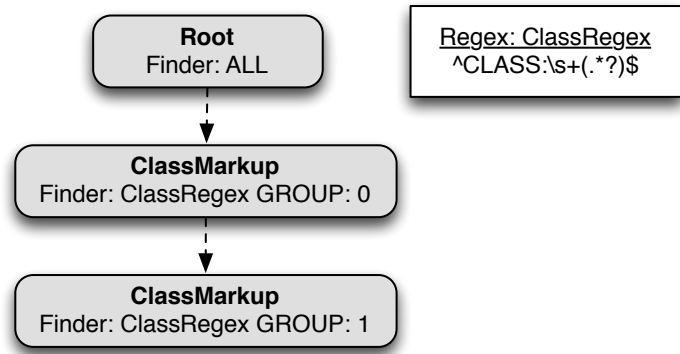 Root
Finder: ALL
Regex: ClassRegex
^CLASS:\s+(.*?)$
ClassMarkup
Finder: ClassRegex GROUP: 0
ClassMarkup
Finder: ClassRegex GROUP: 1